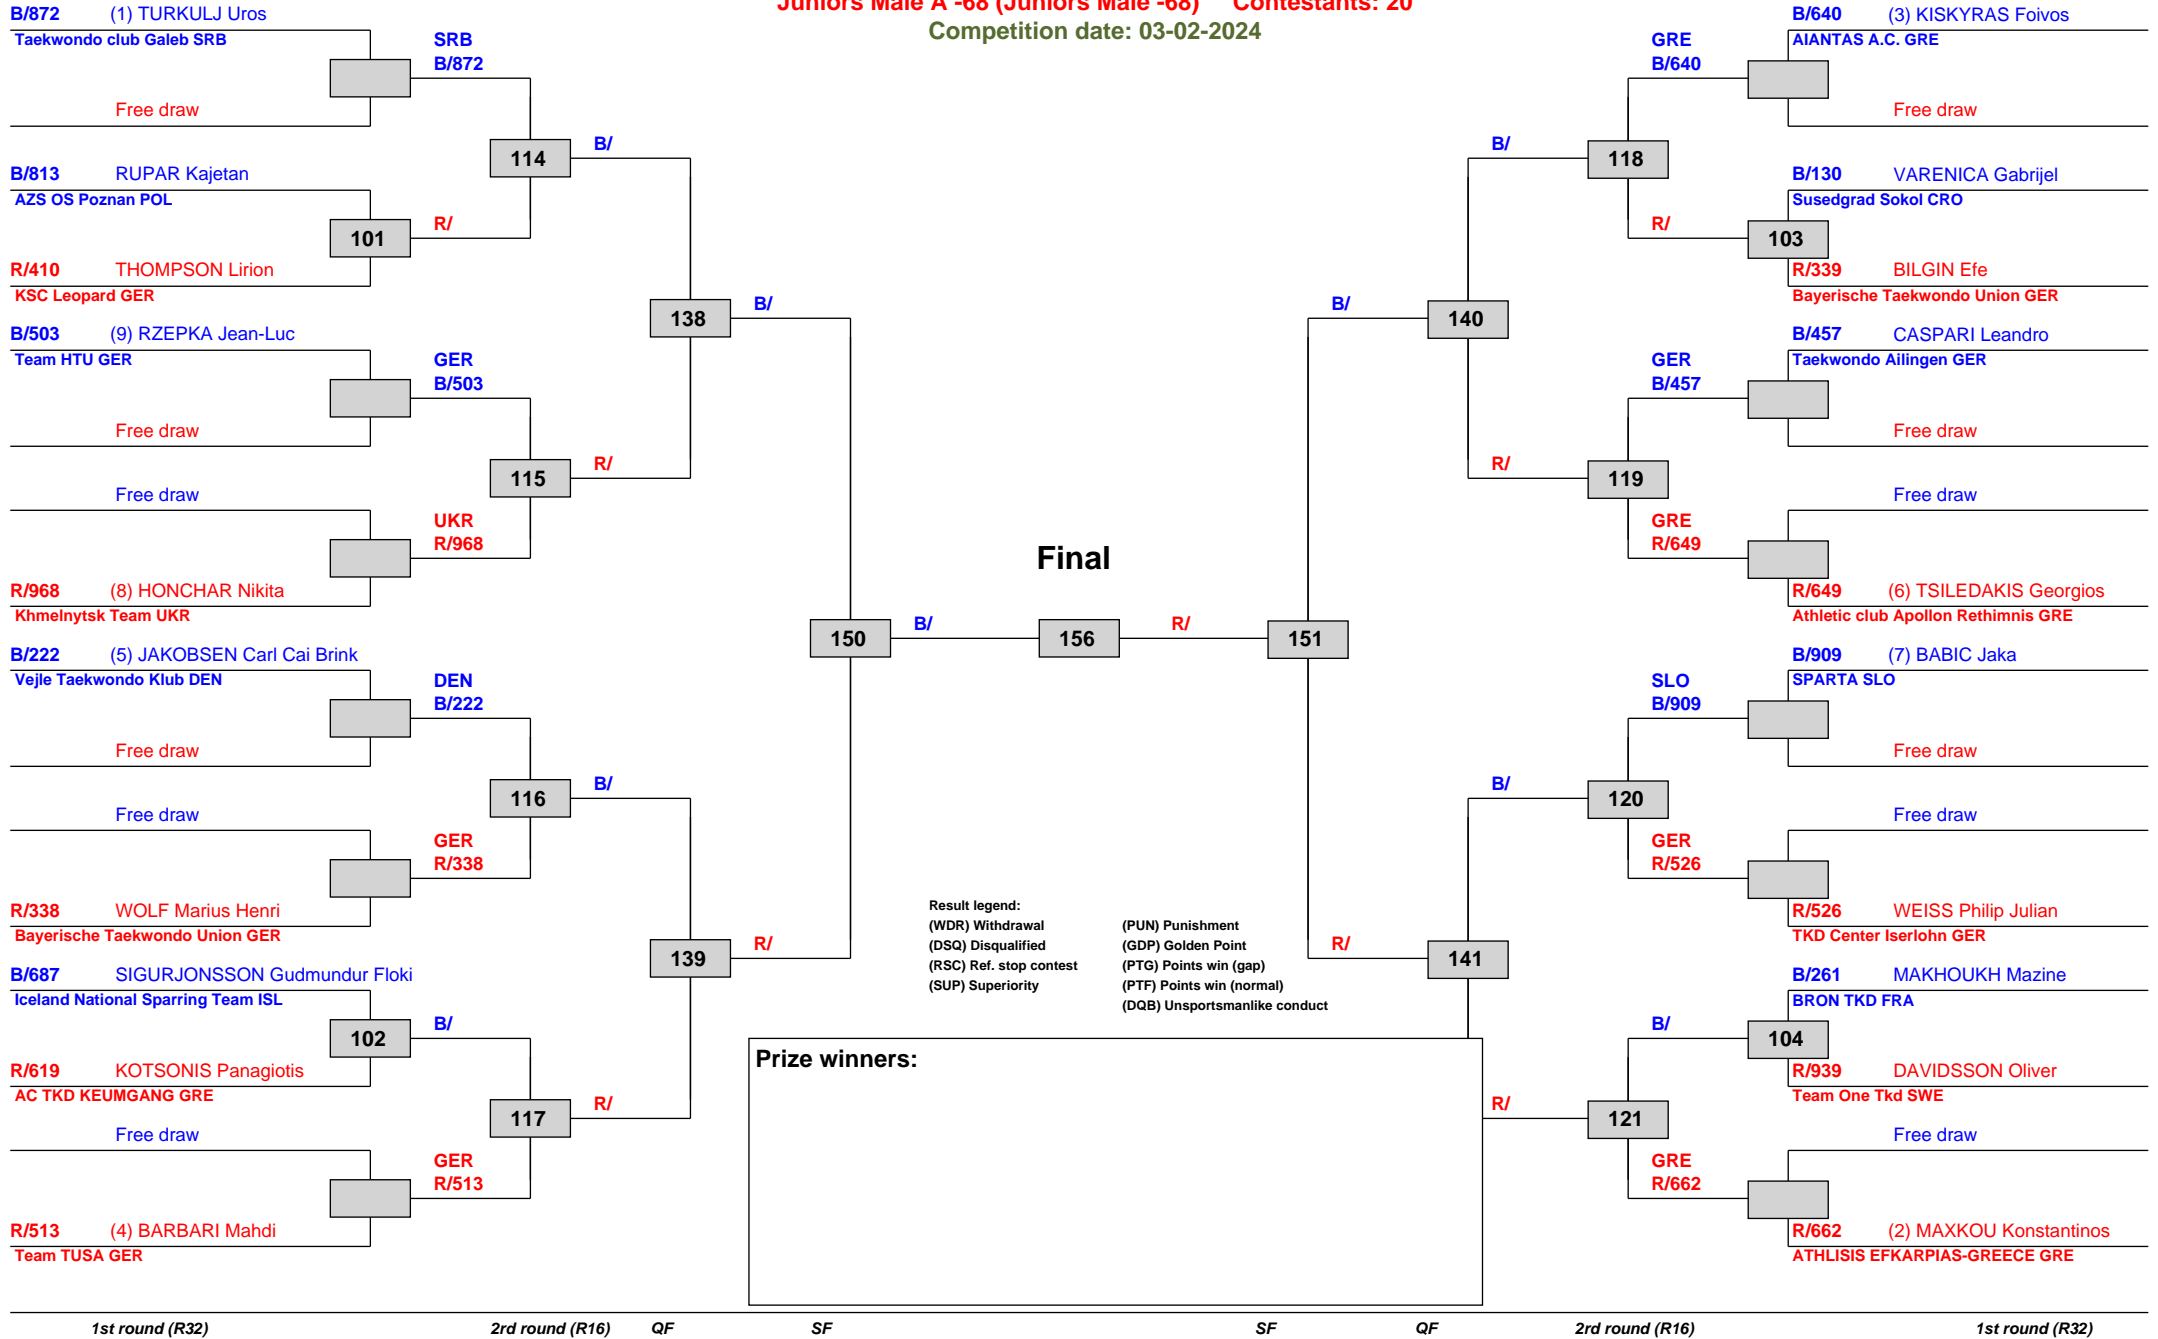 Juniors Male A -68 (Juniors Male -68) Contestants: 20
Competition date: 03-02-2024
B/872 (1) TURKULJ Uros
Taekwondo club Galeb SRB
SRB
B/872
Free draw
114
B/
B/813 RUPAR Kajetan
AZS OS Poznan POL
101
R/
R/410 THOMPSON Lirion
KSC Leopard GER
138
B/
B/503 (9) RZEPKA Jean-Luc
Team HTU GER
GER
B/503
Free draw
115
R/
Free draw
UKR
R/968
R/968 (8) HONCHAR Nikita
Khmelnytsk Team UKR
150
B/
B/222 (5) JAKOBSEN Carl Cai Brink
Vejle Taekwondo Klub DEN
DEN
B/222
Free draw
116
B/
Free draw
GER
R/338
R/338 WOLF Marius Henri
Bayerische Taekwondo Union GER
139
R/
B/687 SIGURJONSSON Gudmundur Floki
Iceland National Sparring Team ISL
102
B/
R/619 KOTSONIS Panagiotis
AC TKD KEUMGANG GRE
117
R/
Free draw
GER
R/513
R/513 (4) BARBARI Mahdi
Team TUSA GER
Final
156
R/
151
B/640 (3) KISKYRAS Foivos
AIANTAS A.C. GRE
GRE
B/640
Free draw
B/
118
B/130 VARENICA Gabrijel
Susedgrad Sokol CRO
R/
103
R/339 BILGIN Efe
Bayerische Taekwondo Union GER
B/
140
B/457 CASPARI Leandro
Taekwondo Ailingen GER
GER
B/457
Free draw
R/
119
Free draw
GRE
R/649
R/649 (6) TSILEDAKIS Georgios
Athletic club Apollon Rethimnis GRE
B/909 (7) BABIC Jaka
SPARTA SLO
SLO
B/909
Free draw
B/
120
Free draw
GER
R/526
R/526 WEISS Philip Julian
TKD Center Iserlohn GER
R/
141
B/261 MAKHOUKH Mazine
BRON TKD FRA
B/
104
R/939 DAVIDSSON Oliver
Team One Tkd SWE
R/
121
Free draw
GRE
R/662
R/662 (2) MAXKOU Konstantinos
ATHLISIS EFKARPIAS-GREECE GRE
Result legend:
(WDR) Withdrawal (PUN) Punishment
(DSQ) Disqualified (GDP) Golden Point
(RSC) Ref. stop contest (PTG) Points win (gap)
(SUP) Superiority (PTF) Points win (normal)
(DQB) Unsportsmanlike conduct
Prize winners:
1st round (R32) 2rd round (R16) QF SF SF QF 2rd round (R16) 1st round (R32)